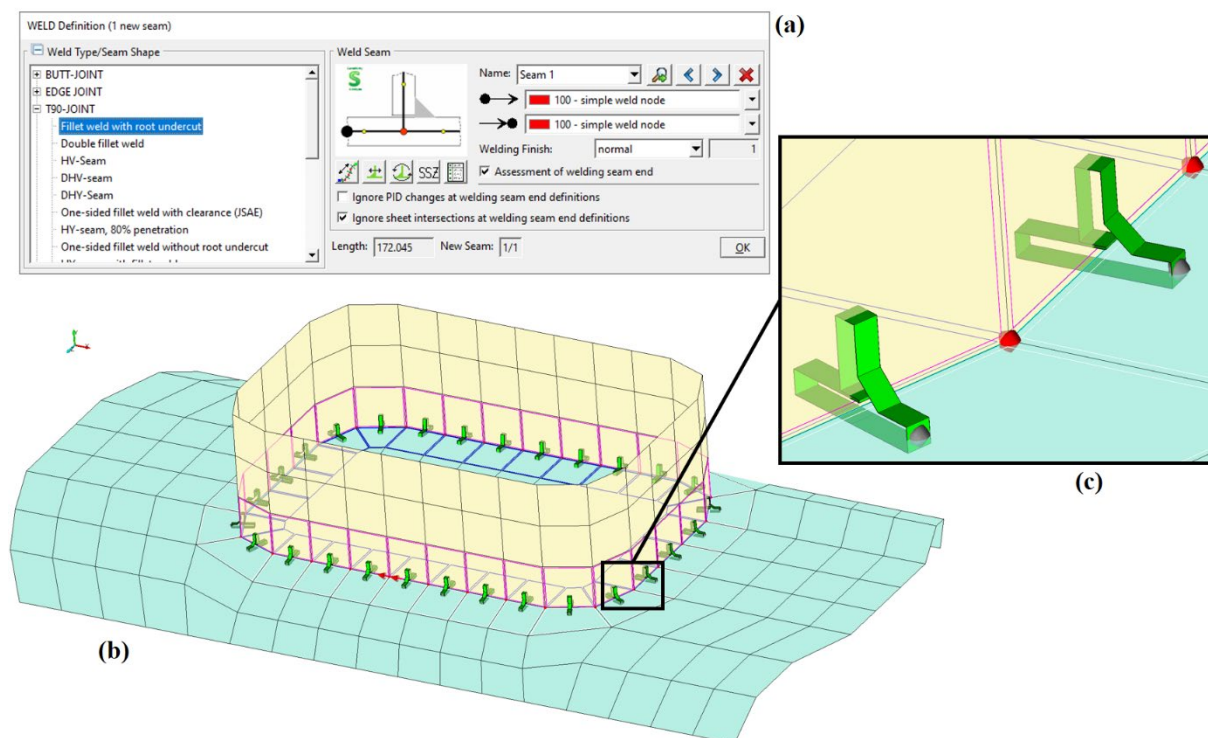 WELD Definition (1 new seam)
(a)
Weld Type/Seam Shape
BUTT-JOINT
EDGE JOINT
T90-JOINT
Fillet weld with root undercut
Double fillet weld
HV-Seam
DHV-seam
DHY-Seam
One-sided fillet weld with clearance (JSAE)
HY-seam, 80% penetration
One-sided fillet weld without root undercut
Weld Seam
S
Name: Seam 1
100 - simple weld node
100 - simple weld node
Welding Finish: normal 1
SSZ
Assessment of welding seam end
Ignore PID changes at welding seam end definitions
Ignore sheet intersections at welding seam end definitions
Length: 172.045 New Seam: 1/1 OK
(b)
(c)